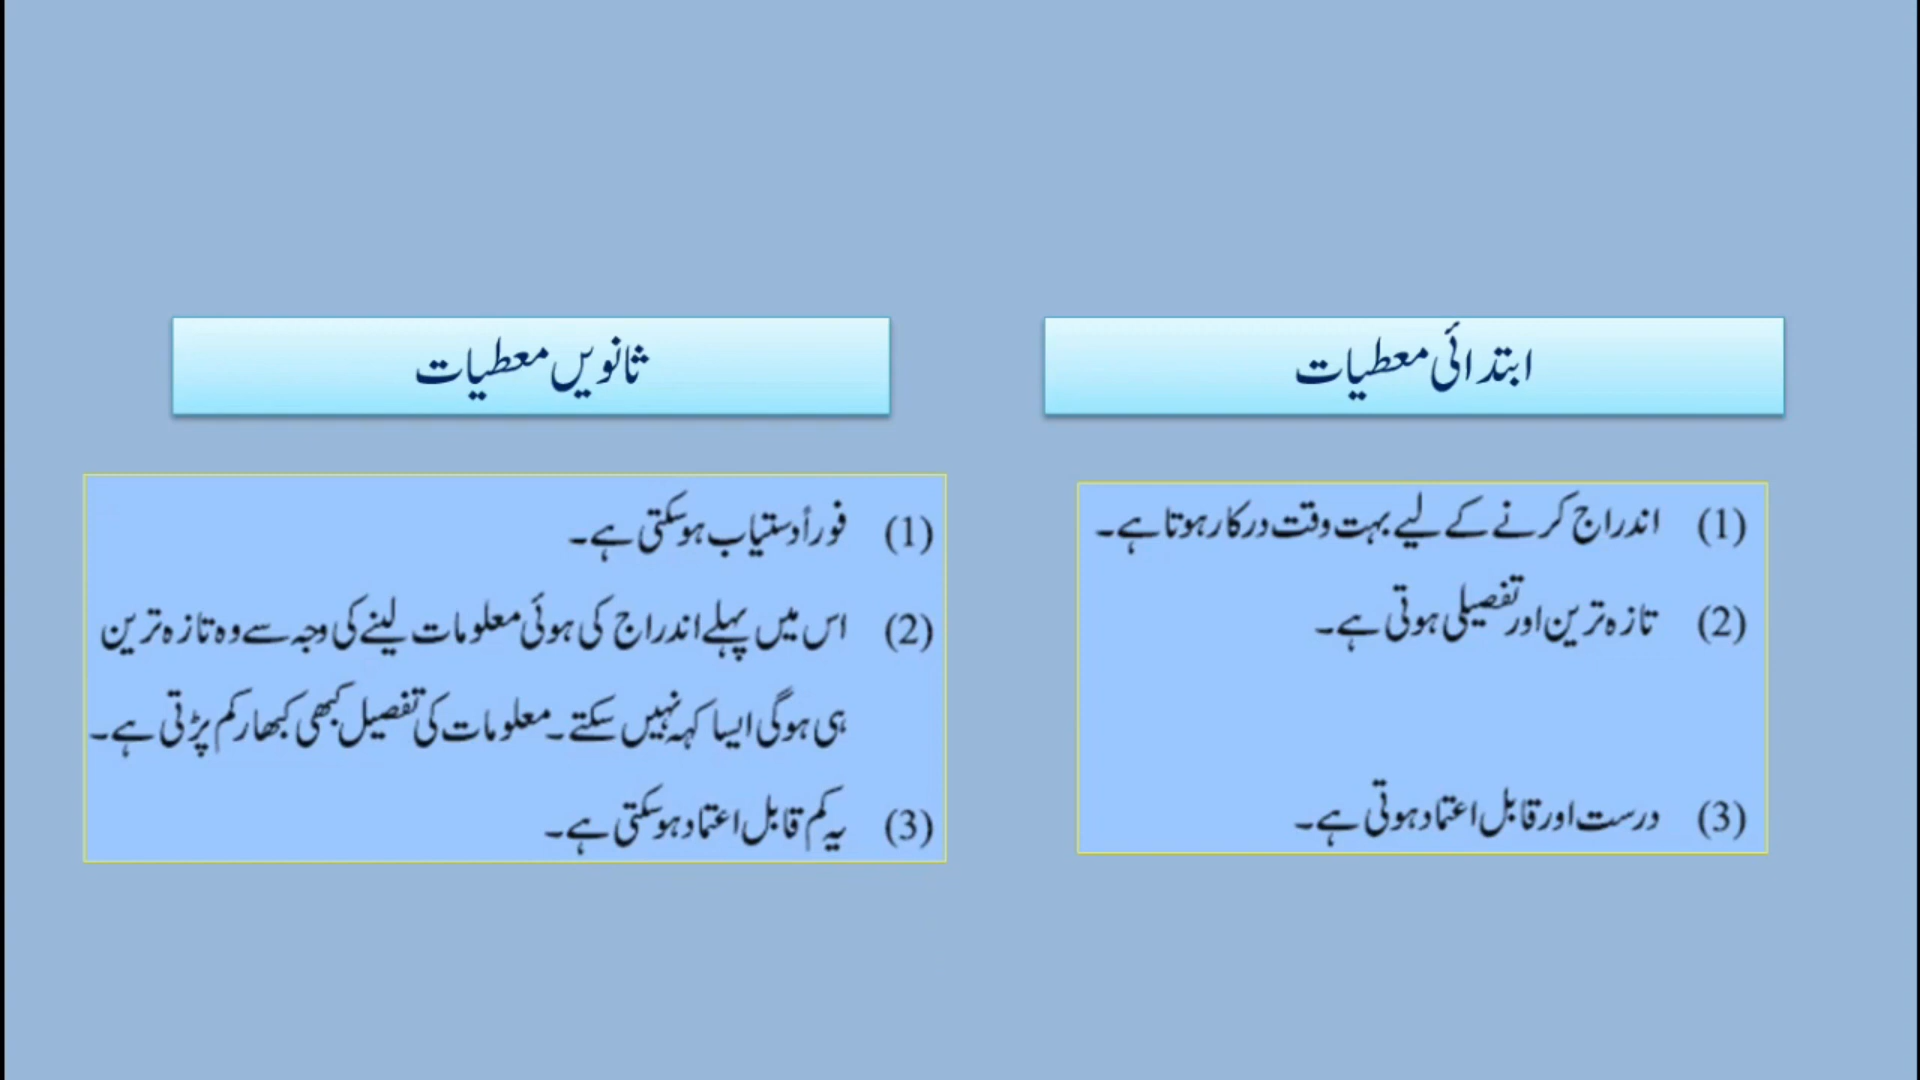 ابتدائی معطیات
(1) اندراج کرنے کے لیے بہت وقت درکار ہوتا ہے۔
(2) تازہ ترین اور تفصیلی ہوتی ہے۔
(3) درست اور قابل اعتماد ہوتی ہے۔
ثانویں معطیات
(1) فوراً دستیاب ہوسکتی ہے۔
(2) اس میں پہلے اندراج کی ہوئی معلومات لینے کی وجہ سے وہ تازہ ترین
ہی ہوگی ایسا کہہ نہیں سکتے۔ معلومات کی تفصیل کبھی کبھار کم پڑتی ہے۔
(3) یہ کم قابل اعتماد ہوسکتی ہے۔